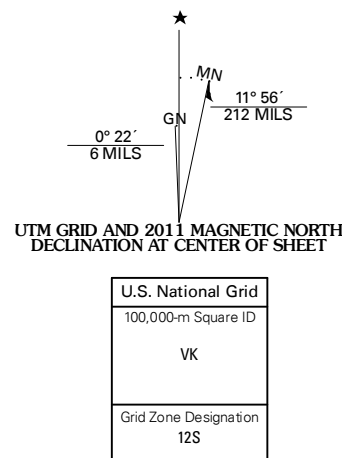 ★
MN
GN
11° 56´
212 MILS
0° 22´
6 MILS
UTM GRID AND 2011 MAGNETIC NORTH
DECLINATION AT CENTER OF SHEET
U.S. National Grid
100,000-m Square ID
VK
Grid Zone Designation
12S